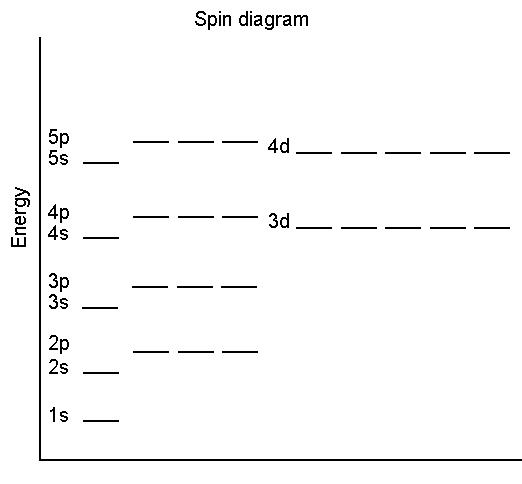 Spin diagram
Energy
5p
5s
4d
4p
4s
3d
3p
3s
2p
2s
1s